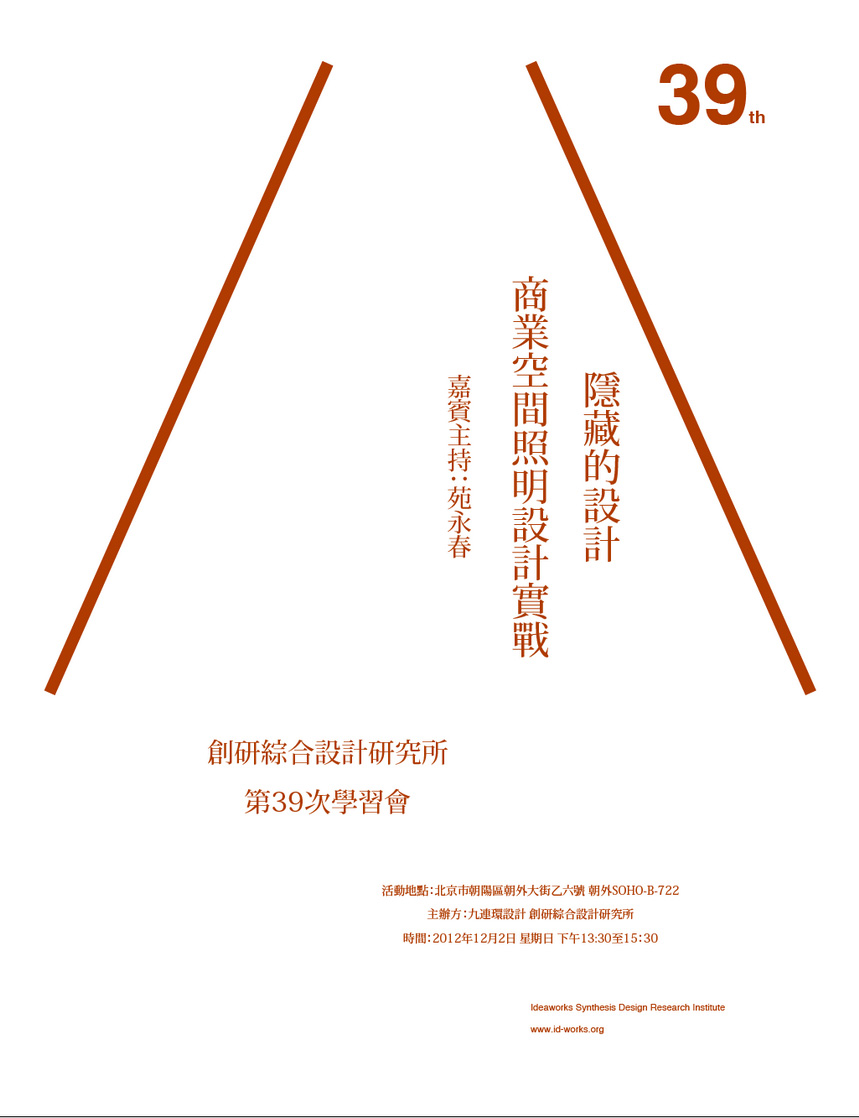 39th
隱藏的設計
商業空間照明設計實戰
嘉賓主持：苑永春
創研綜合設計研究所
第39次學習會
活動地點：北京市朝陽區朝外大街乙六號 朝外SOHO-B-722
主辦方：九連環設計 創研綜合設計研究所
時間：2012年12月2日 星期日 下午13:30至15：30
Ideaworks Synthesis Design Research Institute
www.id-works.org